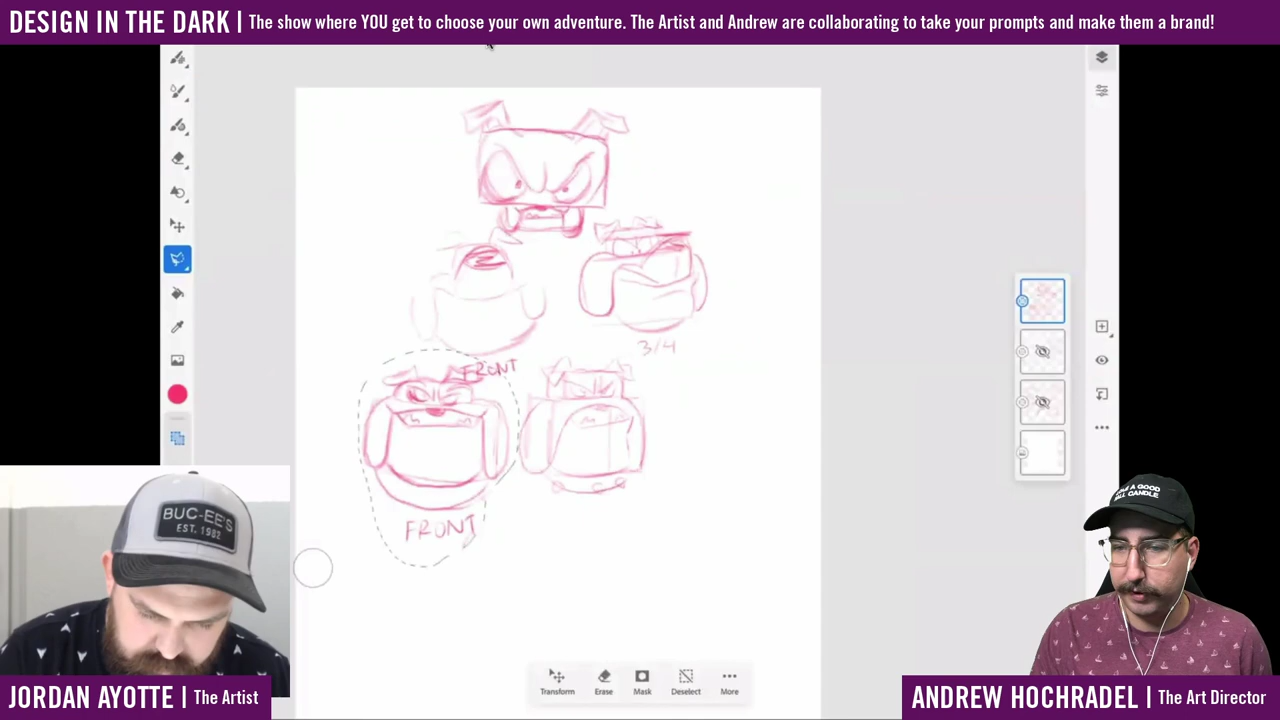 DESIGN IN THE DARK | The show where YOU get to choose your own adventure. The Artist and Andrew are collaborating to take your prompts and make them a brand!
3/4
FRONT
FRONT
BUC-EE'S
EST. 1982
Transform
Erase
Mask
Deselect
More
JORDAN AYOTTE | The Artist
ANDREW HOCHRADEL | The Art Director